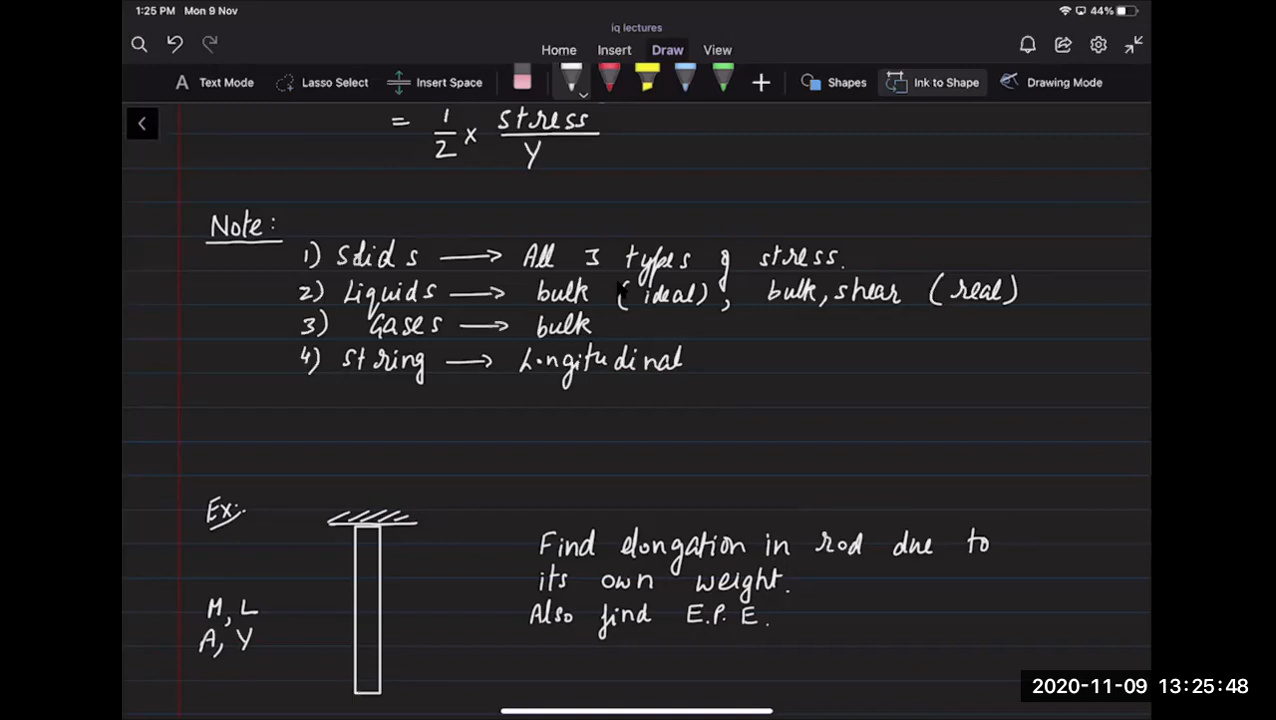 1:25 PM Mon 9 Nov
44%
iq lectures
Home Insert Draw View
Text Mode Lasso Select Insert Space Shapes Ink to Shape Drawing Mode
= 1/2 x stress/Y
Note:
1) Solids → All 3 types of stress.
2) Liquids → bulk (ideal), bulk, shear (real)
3) Gases → bulk
4) String → Longitudinal
Ex:
Find elongation in rod due to
its own weight.
Also find E.P.E.
M, L
A, Y
2020-11-09 13:25:48